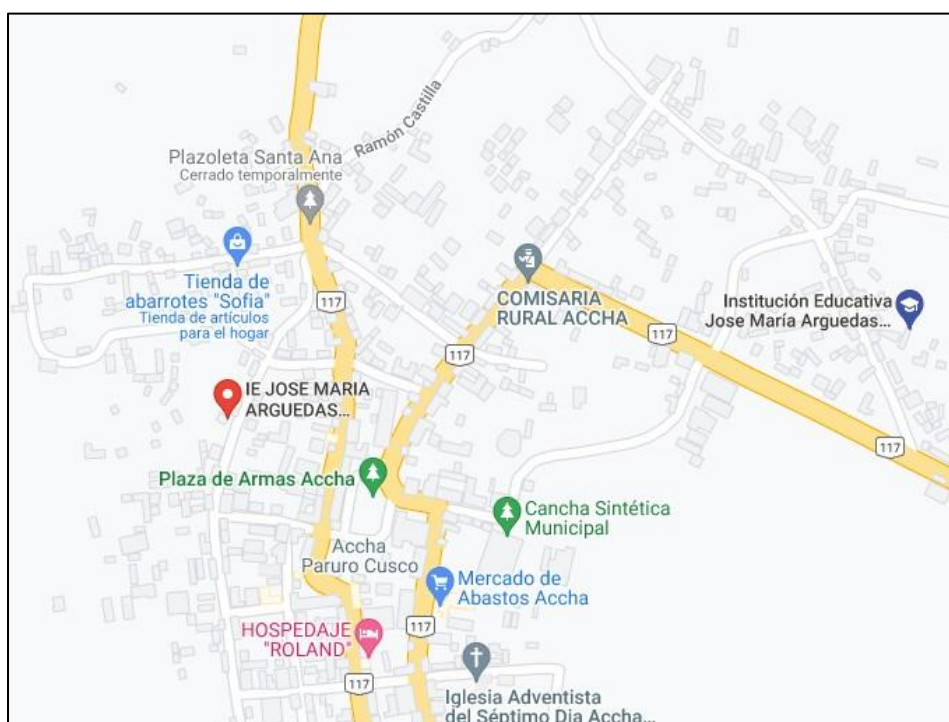 Ramón Castilla
Plazoleta Santa Ana
Cerrado temporalmente
Tienda de
abarrotes "Sofia"
Tienda de artículos
para el hogar
117
COMISARIA
RURAL ACCHA
117
Institución Educativa
Jose María Arguedas...
117
IE JOSE MARIA
ARGUEDAS...
117
Plaza de Armas Accha
Cancha Sintética
Municipal
Accha
Paruro Cusco
Mercado de
Abastos Accha
HOSPEDAJE
"ROLAND"
117
117
Iglesia Adventista
del Séptimo Dia Accha...